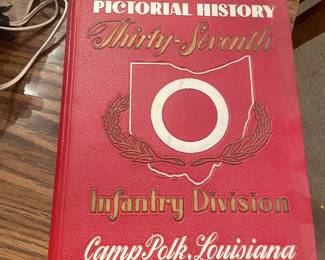 PICTORIAL HISTORY
Thirty-Seventh
Infantry Division
Camp Polk, Louisiana